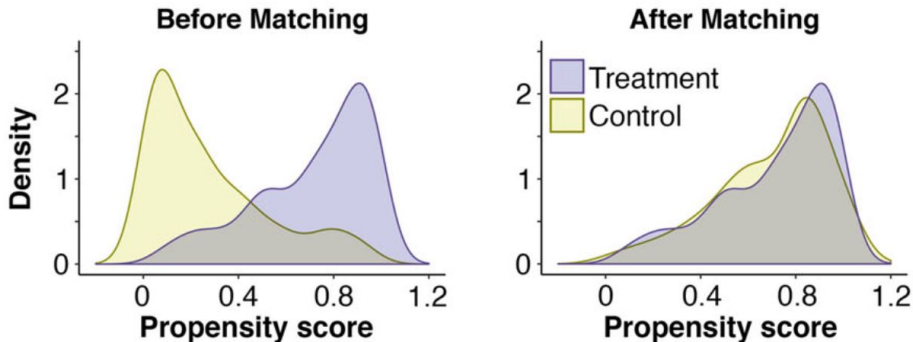 Before Matching
Density
2
1
0
0 0.4 0.8 1.2
Propensity score
After Matching
Treatment
Control
2
1
0
0 0.4 0.8 1.2
Propensity score